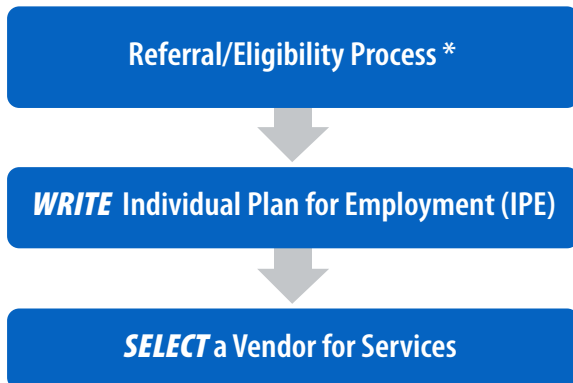 Referral/Eligibility Process *
WRITE Individual Plan for Employment (IPE)
SELECT a Vendor for Services